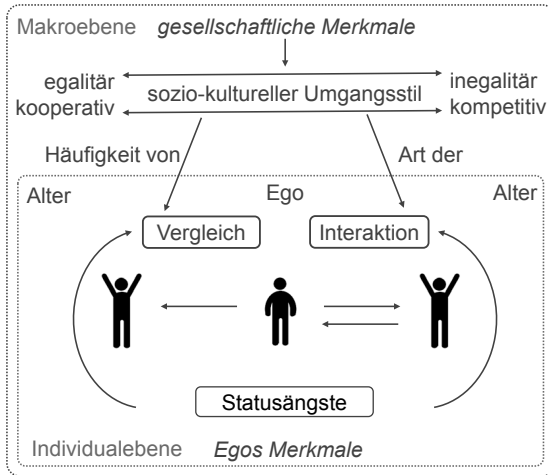 Makroebene gesellschaftliche Merkmale
egalitär
kooperativ
sozio-kultureller Umgangsstil
inegalitär
kompetitiv
Häufigkeit von
Art der
Alter Ego Alter
Vergleich Interaktion
Statusängste
Individualebene Egos Merkmale